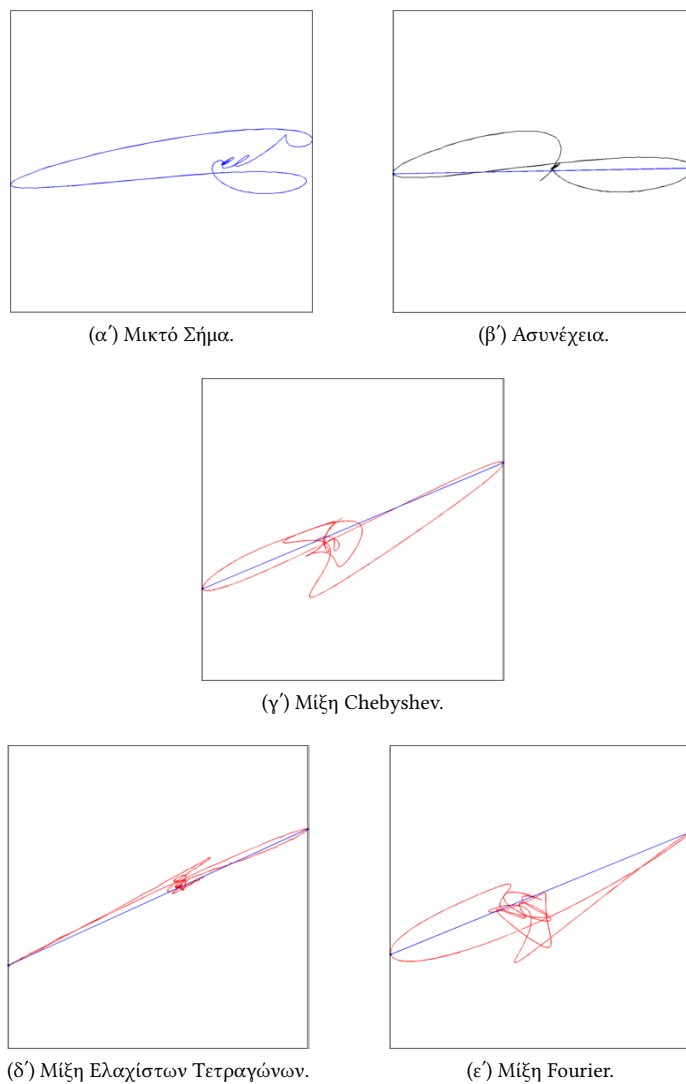 (α′) Μικτό Σήμα.
(β′) Ασυνέχεια.
(γ′) Μίξη Chebyshev.
(δ′) Μίξη Ελαχίστων Τετραγώνων.
(ε′) Μίξη Fourier.